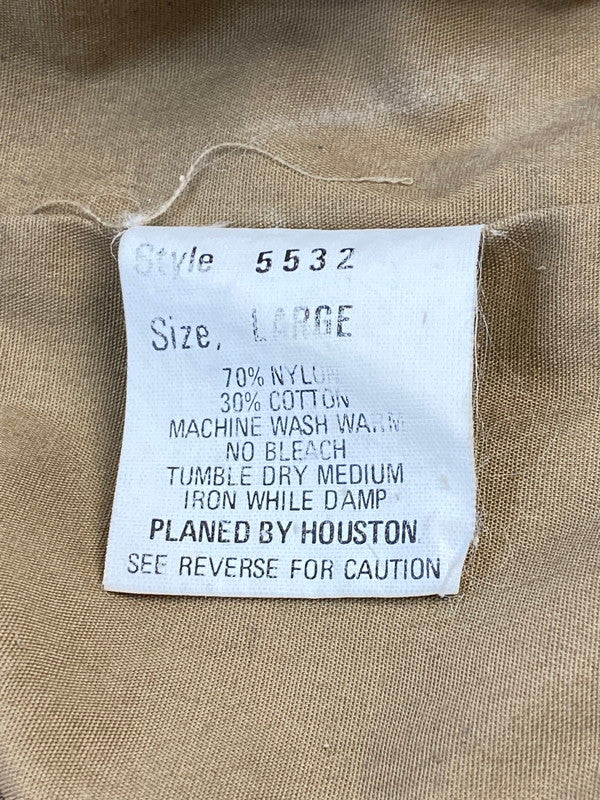 Style 5532
Size, LARGE
70% NYLON
30% COTTON
MACHINE WASH WARM
NO BLEACH
TUMBLE DRY MEDIUM
IRON WHILE DAMP
PLANED BY HOUSTON.
SEE REVERSE FOR CAUTION